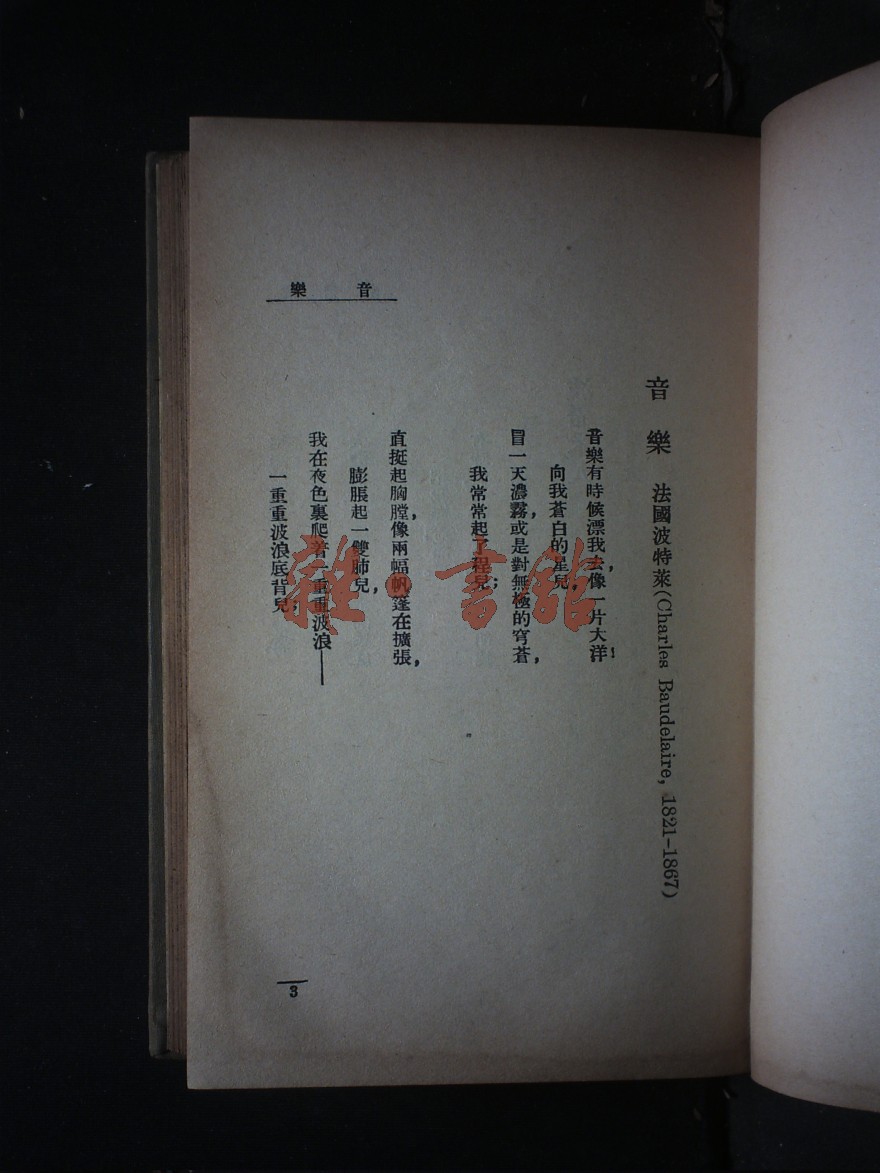 音樂
音樂　法國波特萊(Charles Baudelaire, 1821-1867)
音樂有時候漂我去，像一片大洋！
向我蒼白的星兒，
冒一天濃霧，或是對無極的穹蒼，
我常常起了程兒；
直挺起胸膛，像兩幅帆篷在擴張，
膨脹起一雙肺兒，
我在夜色裏爬着一重重波浪——
一重重波浪底背兒；
3
雜·書館